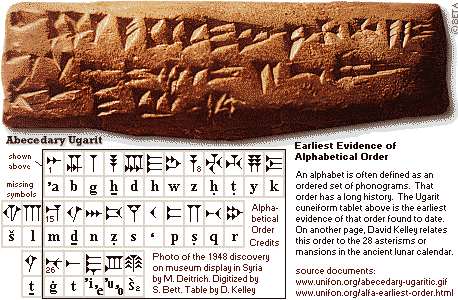 ©BETA
Abecedary Ugarit
shown above
missing symbols
𐎀 𐎁 𐎂 𐎃 𐎄 𐎅 𐎆 𐎇 𐎈 𐎉 𐎊 𐎋
1 8
'a b g ḫ d h w z ḥ ṭ y k
𐎌 𐎍 𐎎 𐎏 𐎐 𐎑 𐎒 𐎓 𐎔 𐎕 𐎖 𐎗
15
š l m ḏ n ẓ s ‘ p ṣ q r
Alpha-
betical
Order
Credits
𐎘 𐎙 𐎚 𐎛 𐎜 𐎝
26
ṯ ġ t
Photo of the 1948 discovery
on museum display in Syria
by M. Deitrich. Digitized by
S. Bett. Table by D. Kelley
Earliest Evidence of
Alphabetical Order
An alphabet is often defined as an
ordered set of phonograms. That
order has a long history. The Ugarit
cuneiform tablet above is the earliest
evidence of that order found to date.
On another page, David Kelley relates
this order to the 28 asterisms or
mansions in the ancient lunar calendar.
source documents:
www.unifon.org/abecedary-ugaritic.gif
www.unifon.org/alfa-earliest-order.html